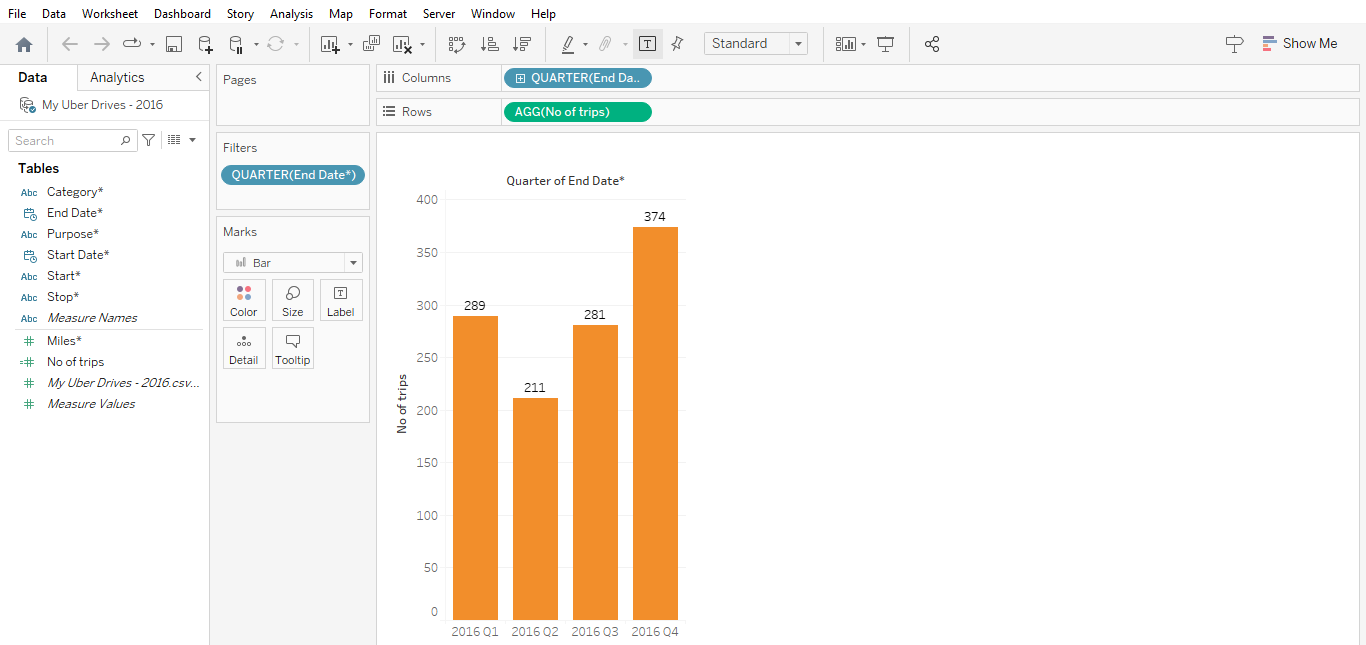 File Data Worksheet Dashboard Story Analysis Map Format Server Window Help
Standard
Show Me
Data Analytics
My Uber Drives - 2016
Search
Tables
Abc Category*
End Date*
Abc Purpose*
Start Date*
Abc Start*
Abc Stop*
Abc Measure Names
# Miles*
=# No of trips
# My Uber Drives - 2016.csv...
# Measure Values
Pages
Filters
QUARTER(End Date*)
Marks
Bar
Color Size T Label
Detail Tooltip
Columns QUARTER(End Da..
Rows AGG(No of trips)
Quarter of End Date*
No of trips
400
350
300
250
200
150
100
50
0
289
211
281
374
2016 Q1 2016 Q2 2016 Q3 2016 Q4